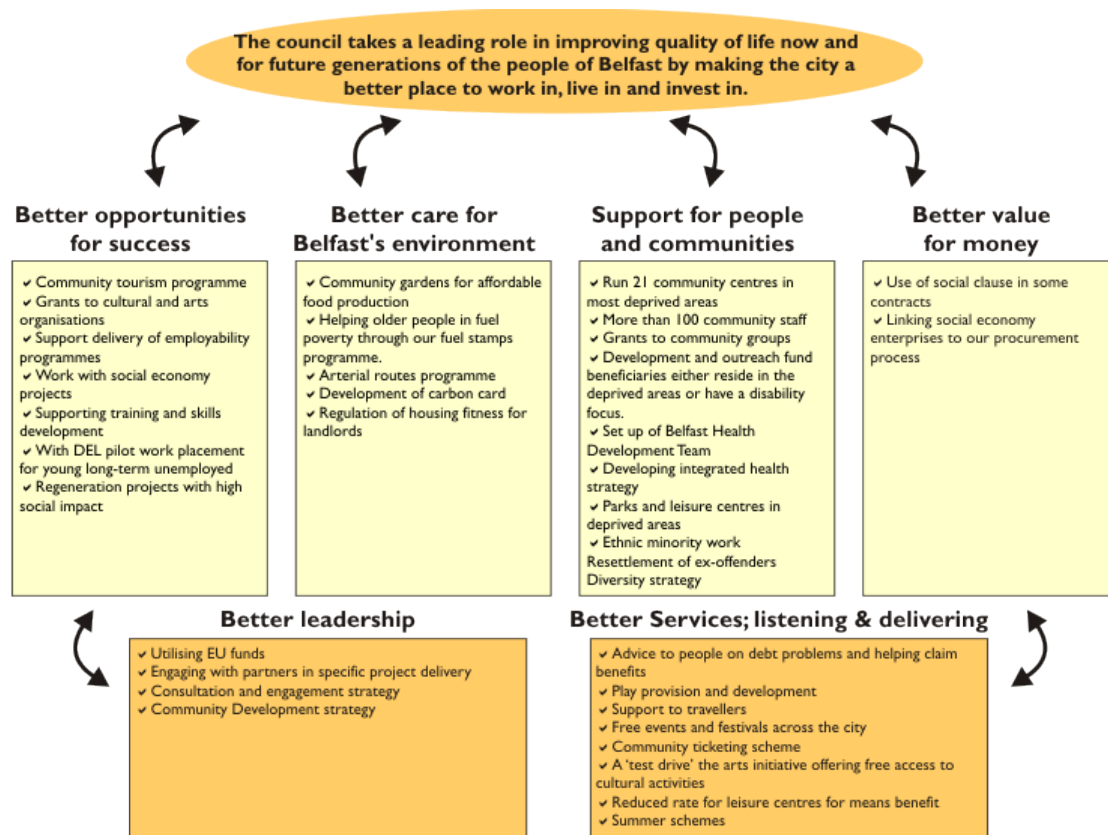 The council takes a leading role in improving quality of life now and
for future generations of the people of Belfast by making the city a
better place to work in, live in and invest in.
Better opportunities
for success
✔ Community tourism programme
✔ Grants to cultural and arts
organisations
✔ Support delivery of employability
programmes
✔ Work with social economy
projects
✔ Supporting training and skills
development
✔ With DEL pilot work placement
for young long-term unemployed
✔ Regeneration projects with high
social impact
Better care for
Belfast's environment
✔ Community gardens for affordable
food production
✔ Helping older people in fuel
poverty through our fuel stamps
programme.
✔ Arterial routes programme
✔ Development of carbon card
✔ Regulation of housing fitness for
landlords
Support for people
and communities
✔ Run 21 community centres in
most deprived areas
✔ More than 100 community staff
✔ Grants to community groups
✔ Development and outreach fund
beneficiaries either reside in the
deprived areas or have a disability
focus.
✔ Set up of Belfast Health
Development Team
✔ Developing integrated health
strategy
✔ Parks and leisure centres in
deprived areas
✔ Ethnic minority work
Resettlement of ex-offenders
Diversity strategy
Better value
for money
✔ Use of social clause in some
contracts
✔ Linking social economy
enterprises to our procurement
process
Better leadership
✔ Utilising EU funds
✔ Engaging with partners in specific project delivery
✔ Consultation and engagement strategy
✔ Community Development strategy
Better Services; listening & delivering
✔ Advice to people on debt problems and helping claim
benefits
✔ Play provision and development
✔ Support to travellers
✔ Free events and festivals across the city
✔ Community ticketing scheme
✔ A ‘test drive’ the arts initiative offering free access to
cultural activities
✔ Reduced rate for leisure centres for means benefit
✔ Summer schemes